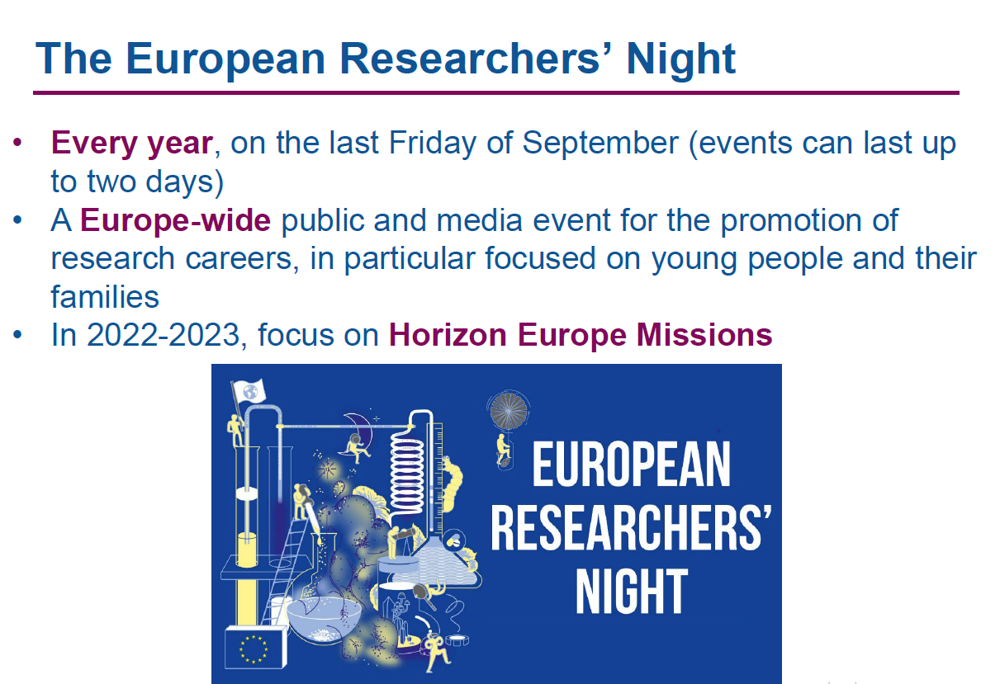 The European Researchers’ Night
• Every year, on the last Friday of September (events can last up
to two days)
• A Europe-wide public and media event for the promotion of
research careers, in particular focused on young people and their
families
• In 2022-2023, focus on Horizon Europe Missions
EUROPEAN
RESEARCHERS’
NIGHT